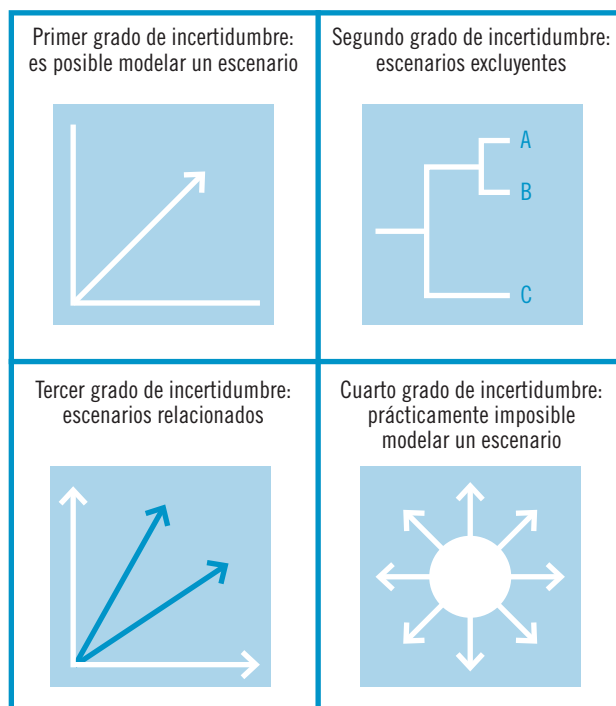 Primer grado de incertidumbre:
es posible modelar un escenario
Segundo grado de incertidumbre:
escenarios excluyentes
A
B
C
Tercer grado de incertidumbre:
escenarios relacionados
Cuarto grado de incertidumbre:
prácticamente imposible
modelar un escenario